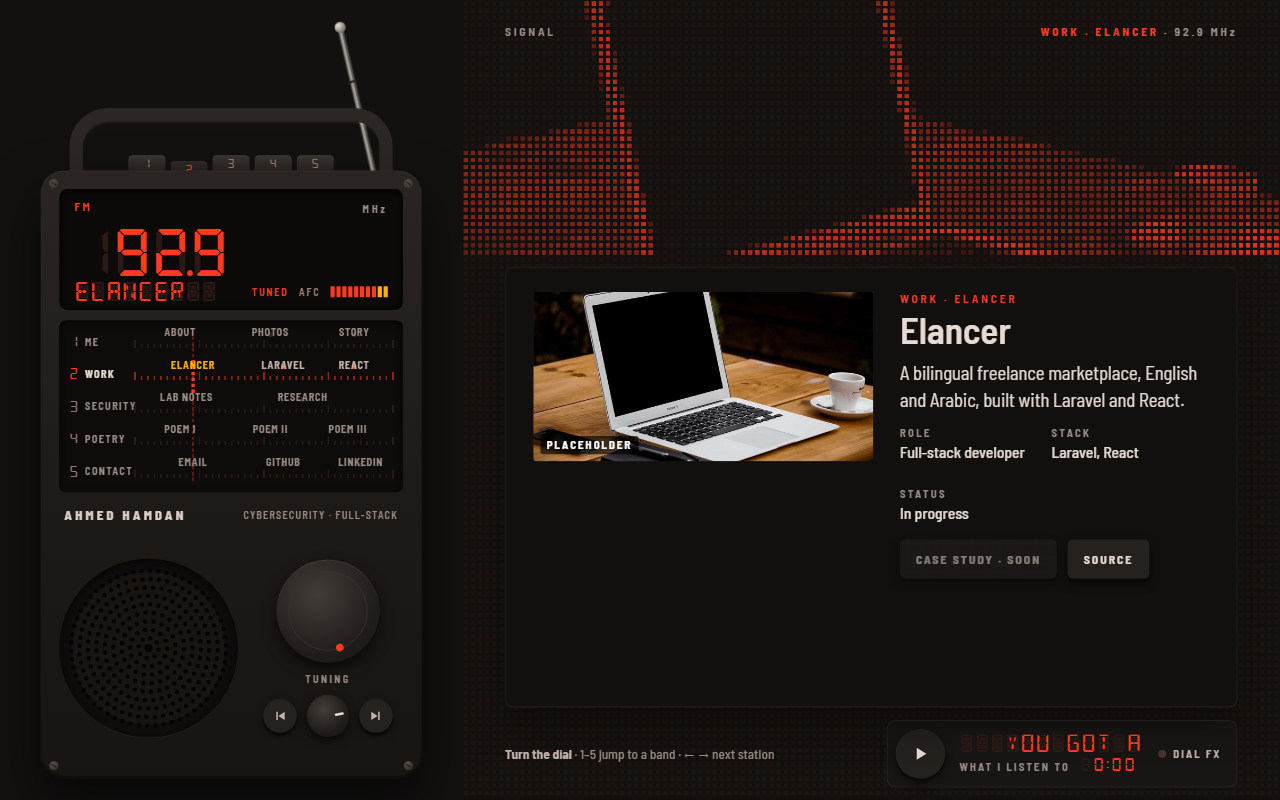 SIGNAL
WORK · ELANCER · 92.9 MHz
1 2 3 4 5
FM
MHz
92.9
ELANCER
TUNED AFC
ABOUT PHOTOS STORY
1 ME
ELANCER LARAVEL REACT
2 WORK
LAB NOTES RESEARCH
3 SECURITY
POEM I POEM II POEM III
4 POETRY
EMAIL GITHUB LINKEDIN
5 CONTACT
AHMED HAMDAN
CYBERSECURITY · FULL-STACK
TUNING
PLACEHOLDER
WORK · ELANCER
Elancer
A bilingual freelance marketplace, English
and Arabic, built with Laravel and React.
ROLE STACK
Full-stack developer Laravel, React
STATUS
In progress
CASE STUDY · SOON SOURCE
Turn the dial · 1–5 jump to a band · ← → next station
YOU GOT A
WHAT I LISTEN TO 0:00
DIAL FX